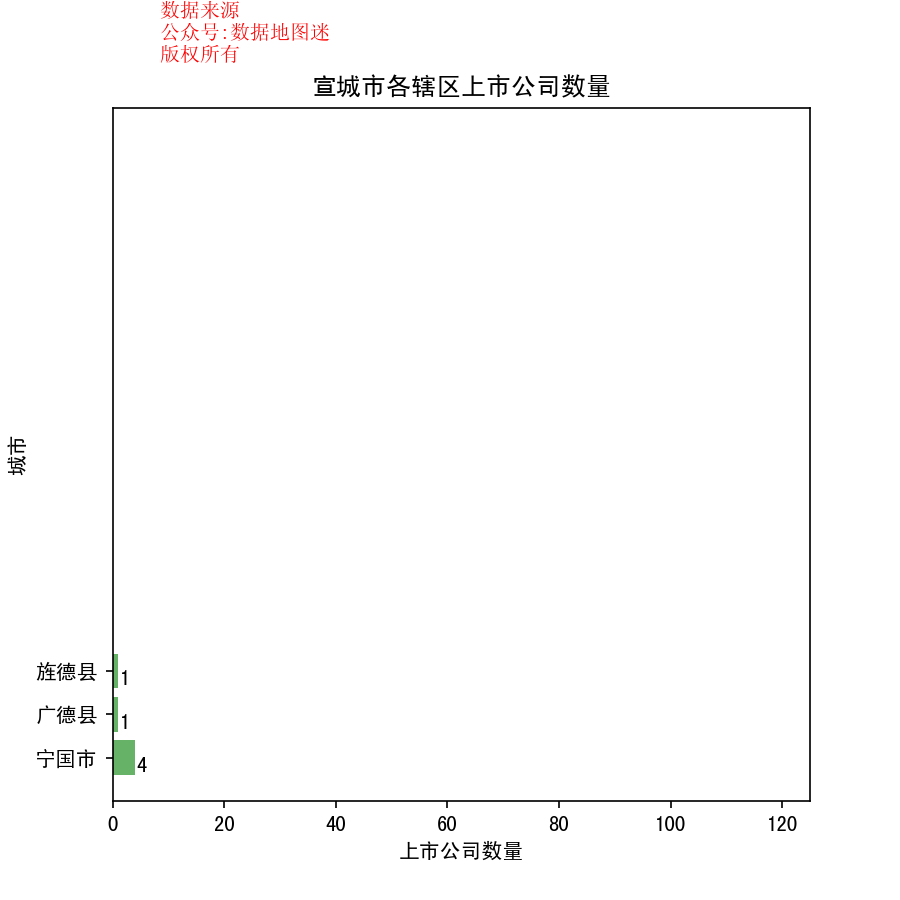 数据来源
公众号:数据地图迷
版权所有
宣城市各辖区上市公司数量
城市
旌德县
1
广德县
1
宁国市
4
0 20 40 60 80 100 120
上市公司数量